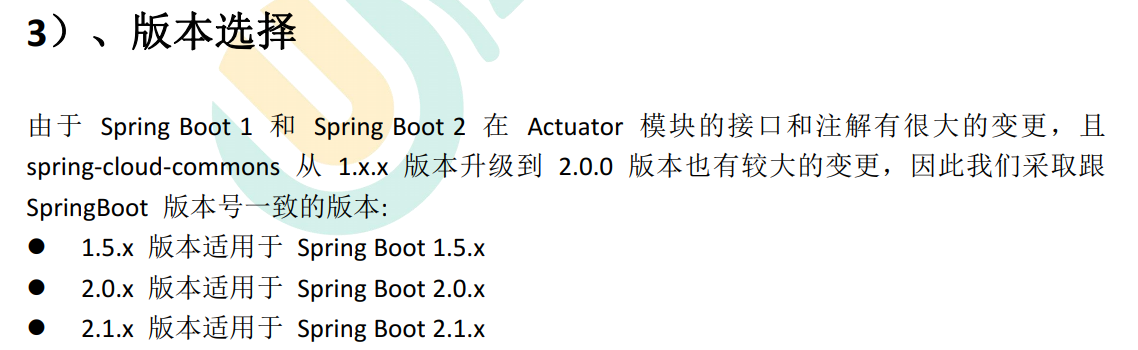 3）、版本选择
由于 Spring Boot 1 和 Spring Boot 2 在 Actuator 模块的接口和注解有很大的变更，且
spring-cloud-commons 从 1.x.x 版本升级到 2.0.0 版本也有较大的变更，因此我们采取跟
SpringBoot 版本号一致的版本:
● 1.5.x 版本适用于 Spring Boot 1.5.x
● 2.0.x 版本适用于 Spring Boot 2.0.x
● 2.1.x 版本适用于 Spring Boot 2.1.x